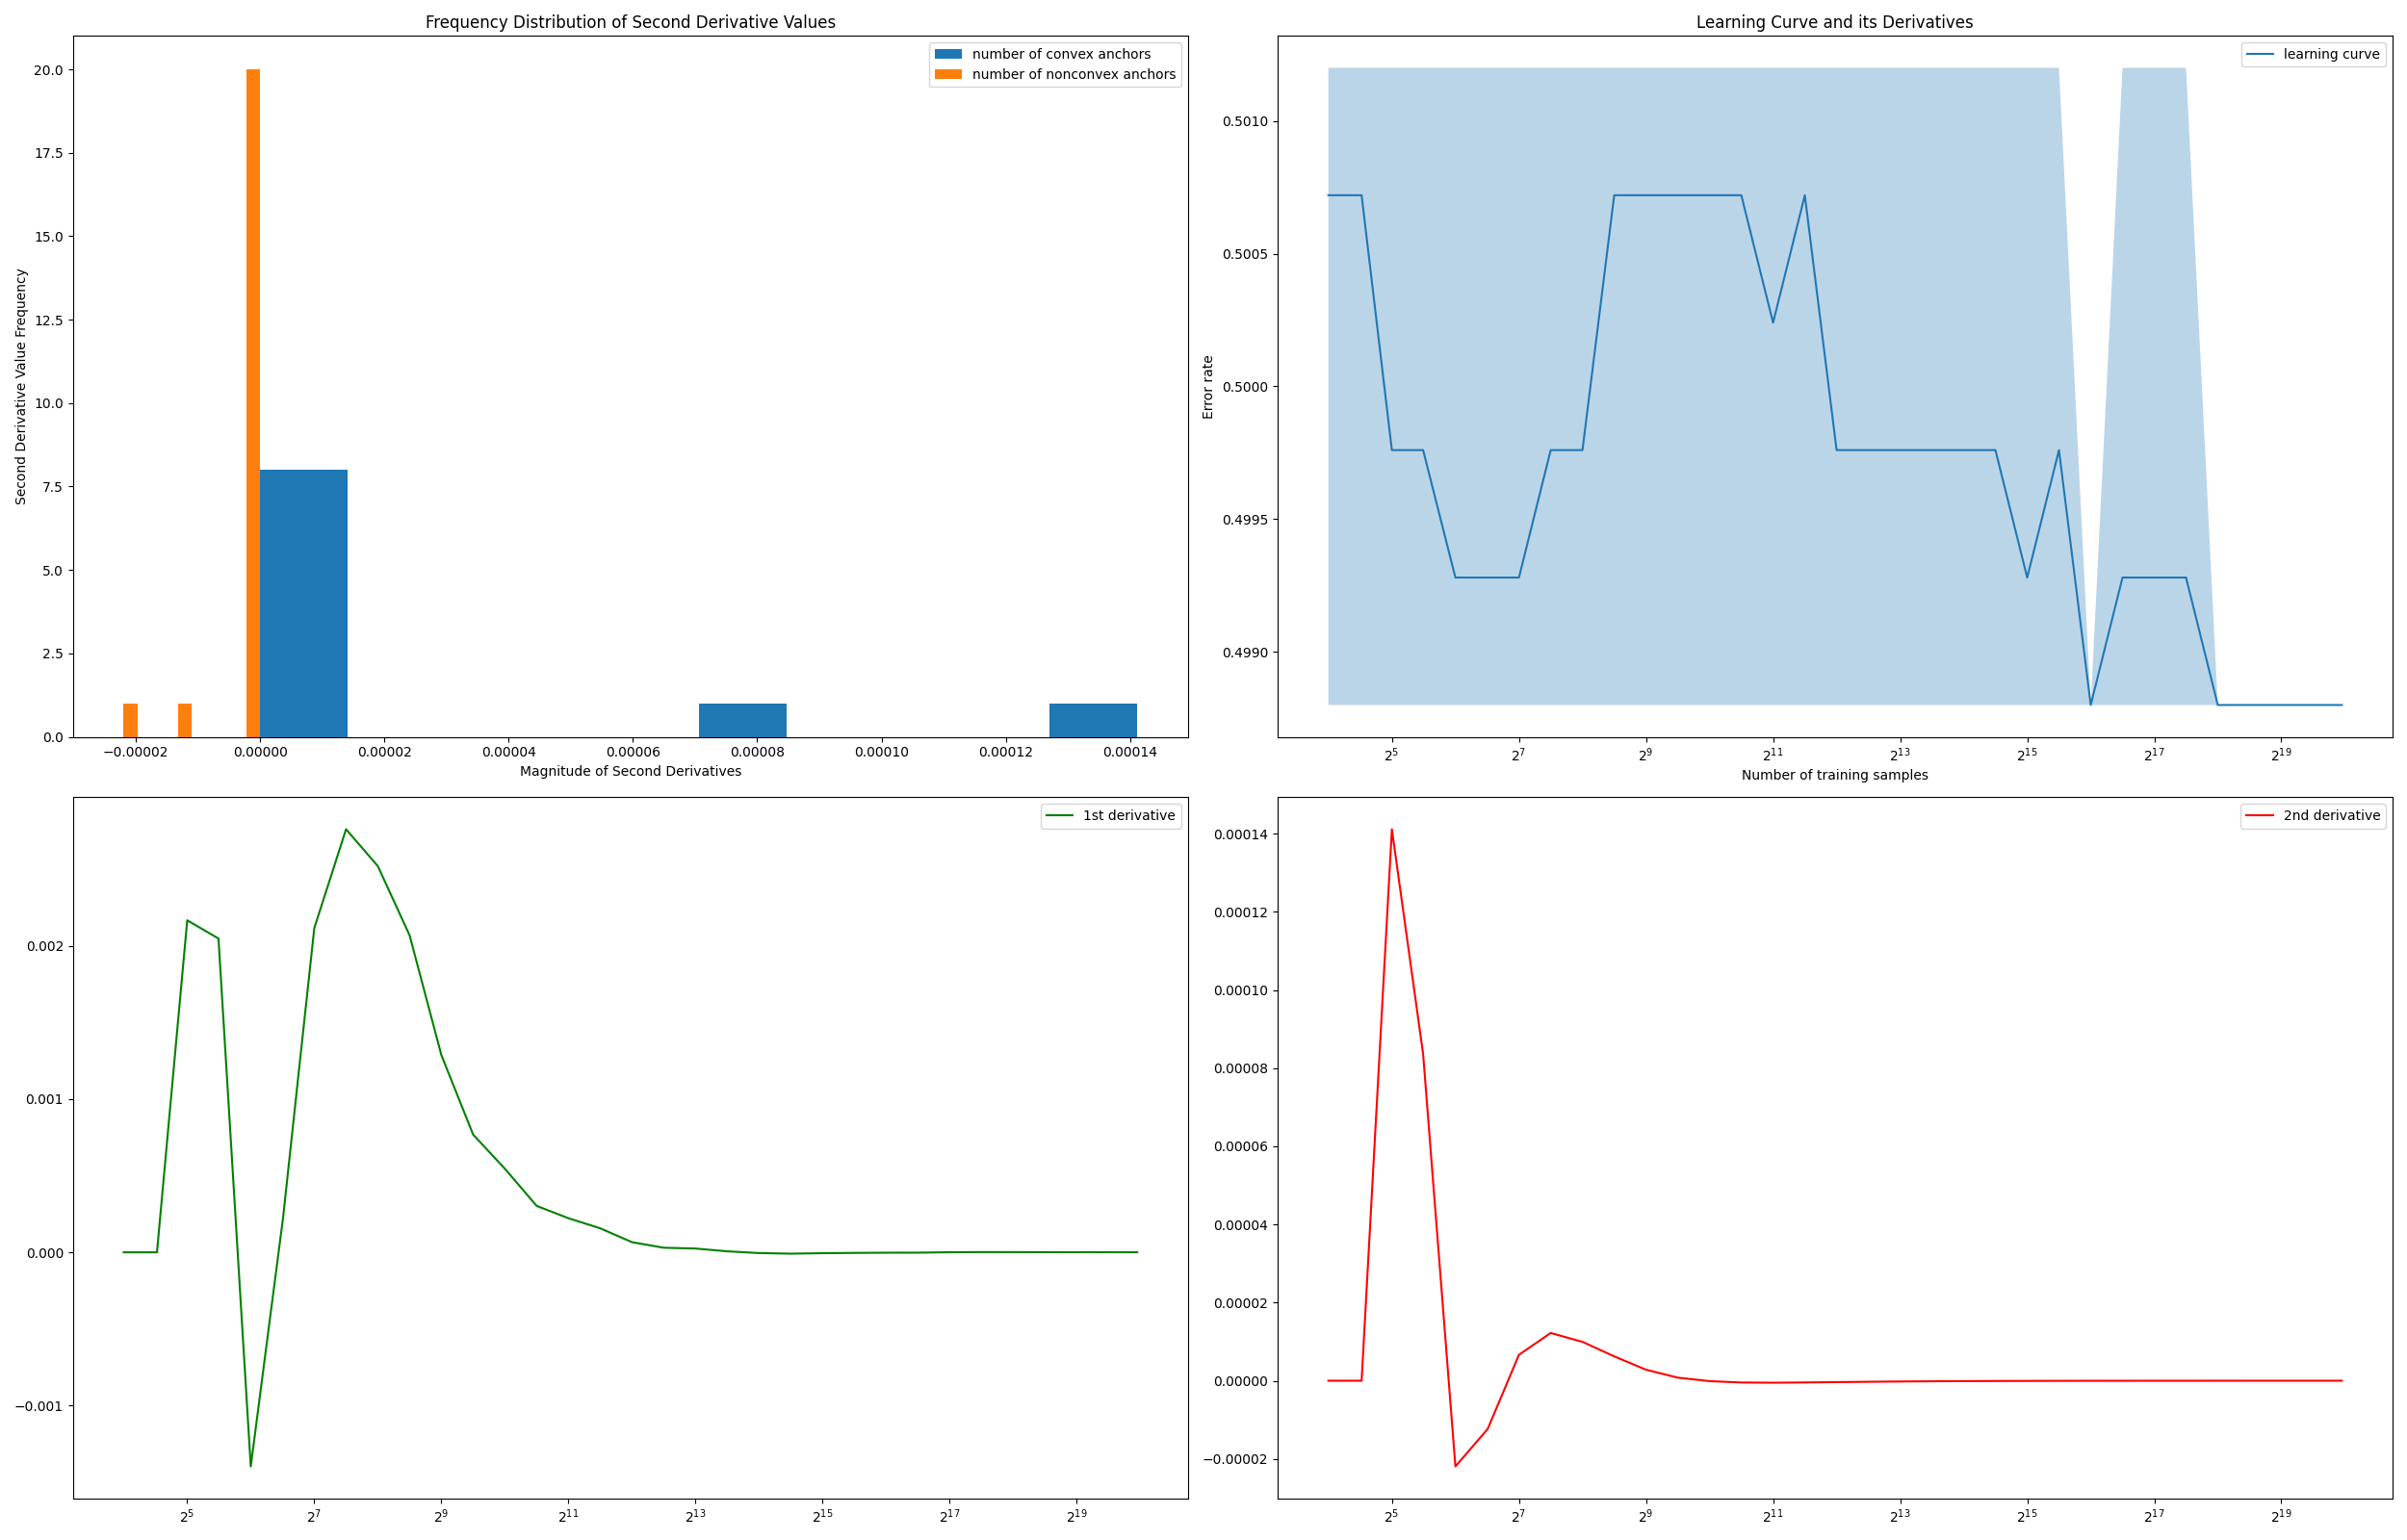 Frequency Distribution of Second Derivative Values
number of convex anchors
number of nonconvex anchors
Second Derivative Value Frequency
20.0
17.5
15.0
12.5
10.0
7.5
5.0
2.5
0.0
−0.00002 0.00000 0.00002 0.00004 0.00006 0.00008 0.00010 0.00012 0.00014
Magnitude of Second Derivatives
Learning Curve and its Derivatives
learning curve
Error rate
0.5010
0.5005
0.5000
0.4995
0.4990
2^5 2^7 2^9 2^11 2^13 2^15 2^17 2^19
Number of training samples
1st derivative
0.002
0.001
0.000
−0.001
2^5 2^7 2^9 2^11 2^13 2^15 2^17 2^19
2nd derivative
0.00014
0.00012
0.00010
0.00008
0.00006
0.00004
0.00002
0.00000
−0.00002
2^5 2^7 2^9 2^11 2^13 2^15 2^17 2^19